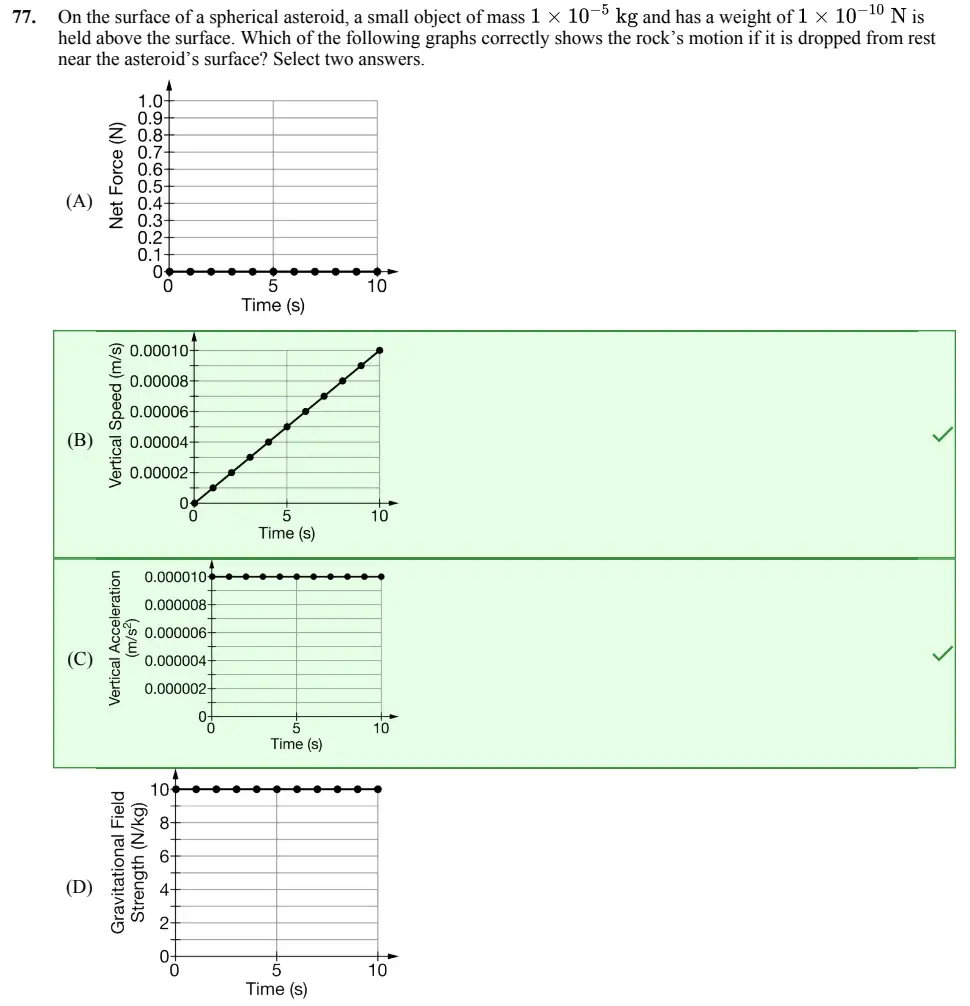 77. On the surface of a spherical asteroid, a small object of mass 1 × 10⁻⁵ kg and has a weight of 1 × 10⁻¹⁰ N is
held above the surface. Which of the following graphs correctly shows the rock's motion if it is dropped from rest
near the asteroid's surface? Select two answers.
(A)
Net Force (N)
1.0
0.9
0.8
0.7
0.6
0.5
0.4
0.3
0.2
0.1
0
0 5 10
Time (s)
(B)
Vertical Speed (m/s)
0.00010
0.00008
0.00006
0.00004
0.00002
0
0 5 10
Time (s)
(C)
Vertical Acceleration
(m/s²)
0.000010
0.000008
0.000006
0.000004
0.000002
0
0 5 10
Time (s)
(D)
Gravitational Field
Strength (N/kg)
10
8
6
4
2
0
0 5 10
Time (s)